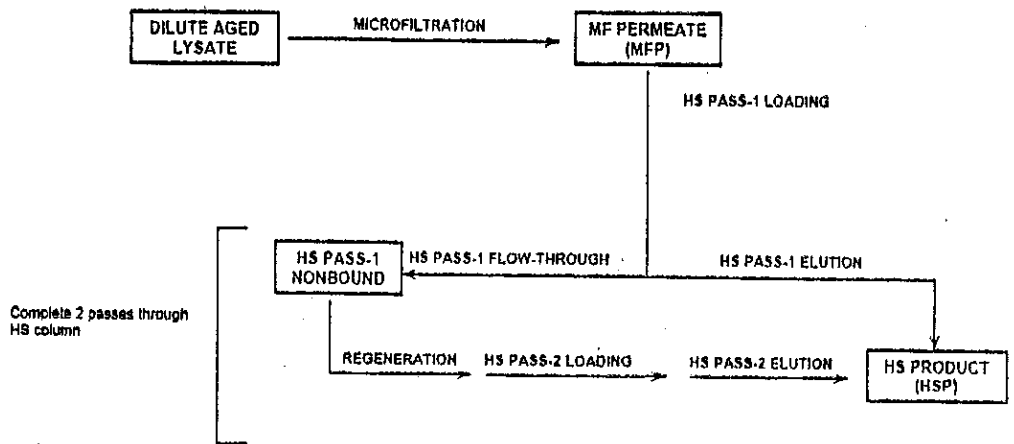 DILUTE AGED
LYSATE
MICROFILTRATION
MF PERMEATE
(MFP)
HS PASS-1 LOADING
HS PASS-1
NONBOUND
HS PASS-1 FLOW-THROUGH
HS PASS-1 ELUTION
Complete 2 passes through
HS column
REGENERATION
HS PASS-2 LOADING
HS PASS-2 ELUTION
HS PRODUCT
(HSP)